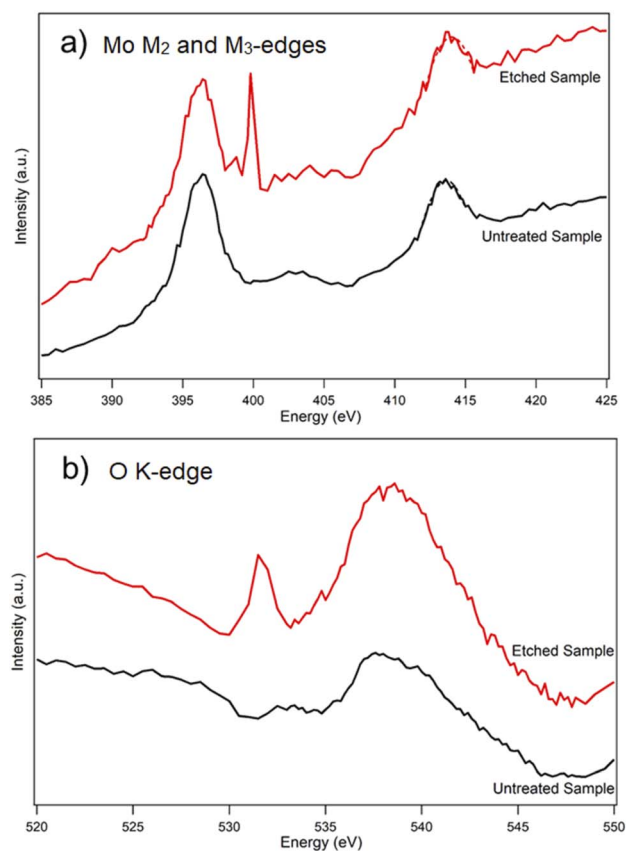 a) Mo M₂ and M₃-edges
Etched Sample
Untreated Sample
Intensity (a.u.)
385 390 395 400 405 410 415 420 425
Energy (eV)
b) O K-edge
Etched Sample
Untreated Sample
Intensity (a.u.)
520 525 530 535 540 545 550
Energy (eV)